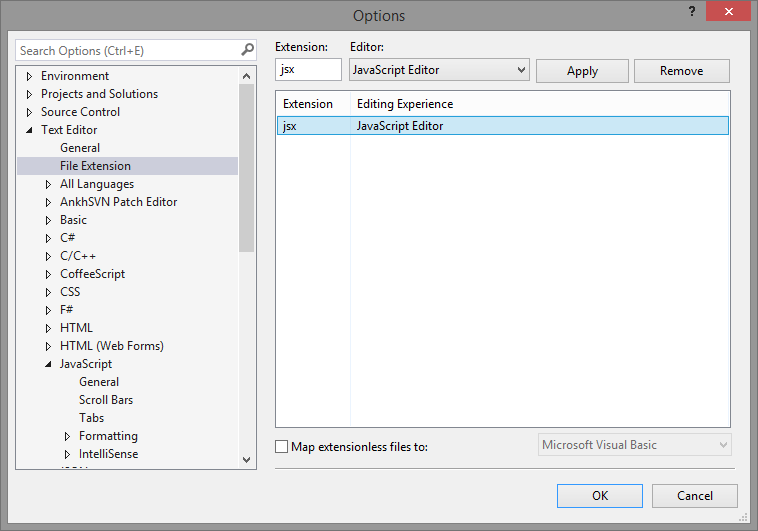 Options
?
Search Options (Ctrl+E)
Environment
Projects and Solutions
Source Control
Text Editor
General
File Extension
All Languages
AnkhSVN Patch Editor
Basic
C#
C/C++
CoffeeScript
CSS
F#
HTML
HTML (Web Forms)
JavaScript
General
Scroll Bars
Tabs
Formatting
IntelliSense
Extension: Editor:
jsx JavaScript Editor Apply Remove
Extension Editing Experience
jsx JavaScript Editor
Map extensionless files to: Microsoft Visual Basic
OK Cancel